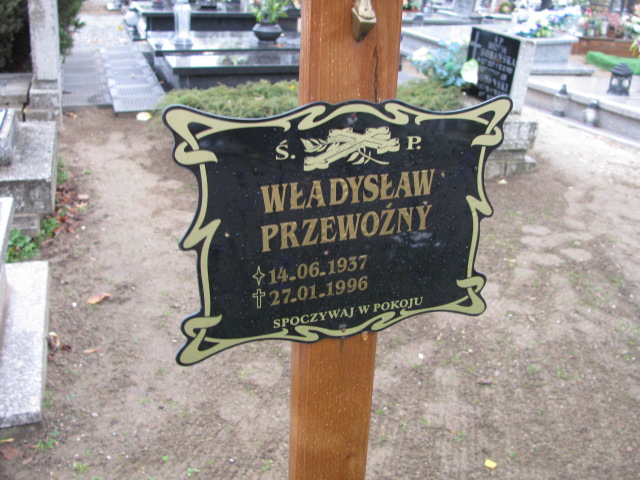 Ś. P.
WŁADYSŁAW
PRZEWOŹNY
14.06.1937
27.01.1996
SPOCZYWAJ W POKOJU